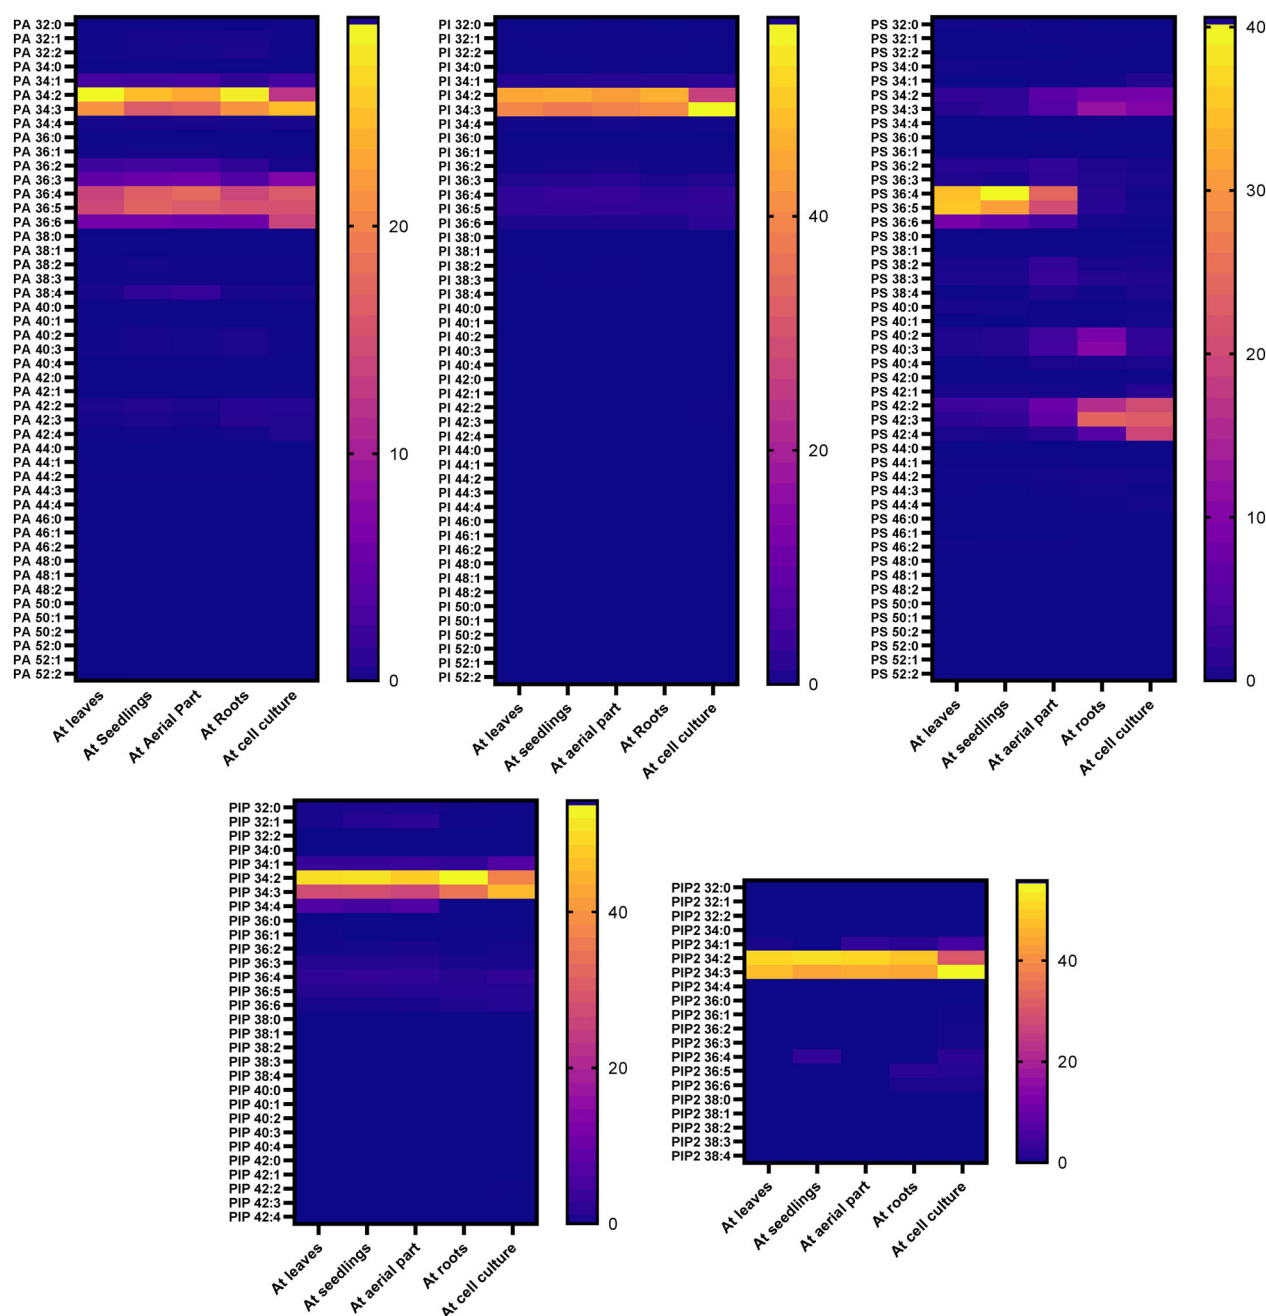 PA 32:0
PA 32:1
PA 32:2
PA 34:0
PA 34:1
PA 34:2
PA 34:3
PA 34:4
PA 36:0
PA 36:1
PA 36:2
PA 36:3
PA 36:4
PA 36:5
PA 36:6
PA 38:0
PA 38:1
PA 38:2
PA 38:3
PA 38:4
PA 40:0
PA 40:1
PA 40:2
PA 40:3
PA 40:4
PA 42:0
PA 42:1
PA 42:2
PA 42:3
PA 42:4
PA 44:0
PA 44:1
PA 44:2
PA 44:3
PA 44:4
PA 46:0
PA 46:1
PA 46:2
PA 48:0
PA 48:1
PA 48:2
PA 50:0
PA 50:1
PA 50:2
PA 52:0
PA 52:1
PA 52:2
At leaves
At Seedlings
At Aerial Part
At Roots
At cell culture
20
10
0
PI 32:0
PI 32:1
PI 32:2
PI 34:0
PI 34:1
PI 34:2
PI 34:3
PI 34:4
PI 36:0
PI 36:1
PI 36:2
PI 36:3
PI 36:4
PI 36:5
PI 36:6
PI 38:0
PI 38:1
PI 38:2
PI 38:3
PI 38:4
PI 40:0
PI 40:1
PI 40:2
PI 40:3
PI 40:4
PI 42:0
PI 42:1
PI 42:2
PI 42:3
PI 42:4
PI 44:0
PI 44:1
PI 44:2
PI 44:3
PI 44:4
PI 46:0
PI 46:1
PI 46:2
PI 48:0
PI 48:1
PI 48:2
PI 50:0
PI 50:1
PI 50:2
PI 52:0
PI 52:1
PI 52:2
At leaves
At seedlings
At aerial part
At Roots
At cell culture
40
20
0
PS 32:0
PS 32:1
PS 32:2
PS 34:0
PS 34:1
PS 34:2
PS 34:3
PS 34:4
PS 36:0
PS 36:1
PS 36:2
PS 36:3
PS 36:4
PS 36:5
PS 36:6
PS 38:0
PS 38:1
PS 38:2
PS 38:3
PS 38:4
PS 40:0
PS 40:1
PS 40:2
PS 40:3
PS 40:4
PS 42:0
PS 42:1
PS 42:2
PS 42:3
PS 42:4
PS 44:0
PS 44:1
PS 44:2
PS 44:3
PS 44:4
PS 46:0
PS 46:1
PS 46:2
PS 48:0
PS 48:1
PS 48:2
PS 50:0
PS 50:1
PS 50:2
PS 52:0
PS 52:1
PS 52:2
At leaves
At seedlings
At aerial part
At roots
At cell culture
40
30
20
10
0
PIP 32:0
PIP 32:1
PIP 32:2
PIP 34:0
PIP 34:1
PIP 34:2
PIP 34:3
PIP 34:4
PIP 36:0
PIP 36:1
PIP 36:2
PIP 36:3
PIP 36:4
PIP 36:5
PIP 36:6
PIP 38:0
PIP 38:1
PIP 38:2
PIP 38:3
PIP 38:4
PIP 40:0
PIP 40:1
PIP 40:2
PIP 40:3
PIP 40:4
PIP 42:0
PIP 42:1
PIP 42:2
PIP 42:3
PIP 42:4
At leaves
At seedlings
At aerial part
At roots
At cell culture
40
20
0
PIP2 32:0
PIP2 32:1
PIP2 32:2
PIP2 34:0
PIP2 34:1
PIP2 34:2
PIP2 34:3
PIP2 34:4
PIP2 36:0
PIP2 36:1
PIP2 36:2
PIP2 36:3
PIP2 36:4
PIP2 36:5
PIP2 36:6
PIP2 38:0
PIP2 38:1
PIP2 38:2
PIP2 38:3
PIP2 38:4
At leaves
At seedlings
At aerial part
At roots
At cell culture
40
20
0